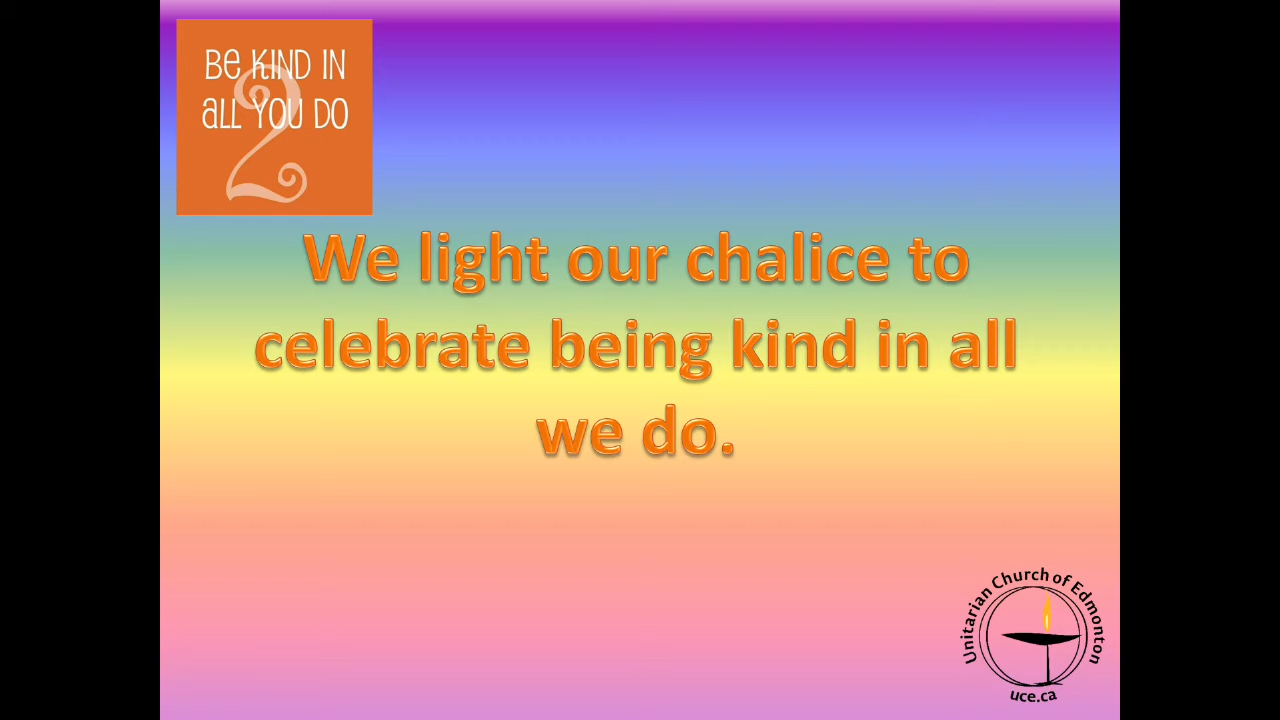 Be KIND IN
aLL YOU DO
2
We light our chalice to
celebrate being kind in all
we do.
Unitarian Church of Edmonton
uce.ca